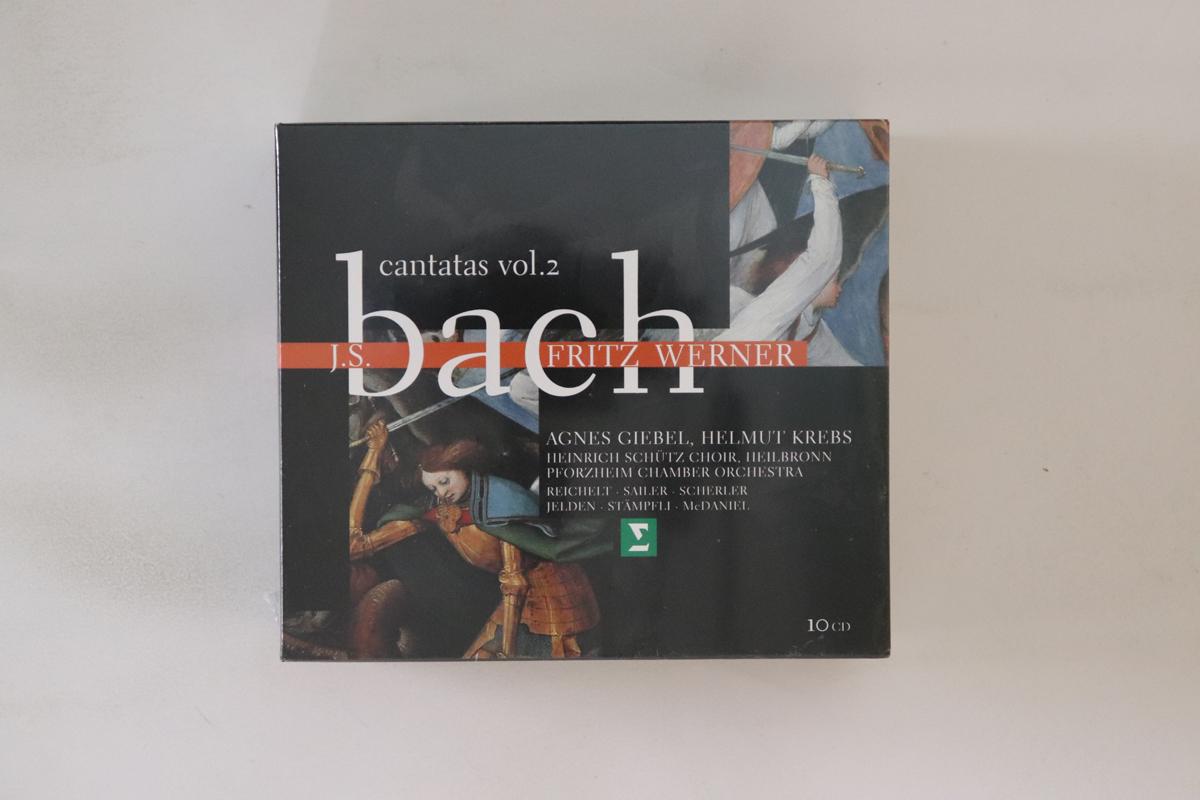 cantatas vol.2
J.S. bach FRITZ WERNER
AGNES GIEBEL, HELMUT KREBS
HEINRICH SCHÜTZ CHOIR, HEILBRONN
PFORZHEIM CHAMBER ORCHESTRA
REICHELT · SAILER · SCHERLER
JELDEN · STÄMPFLI · McDANIEL
10 CD